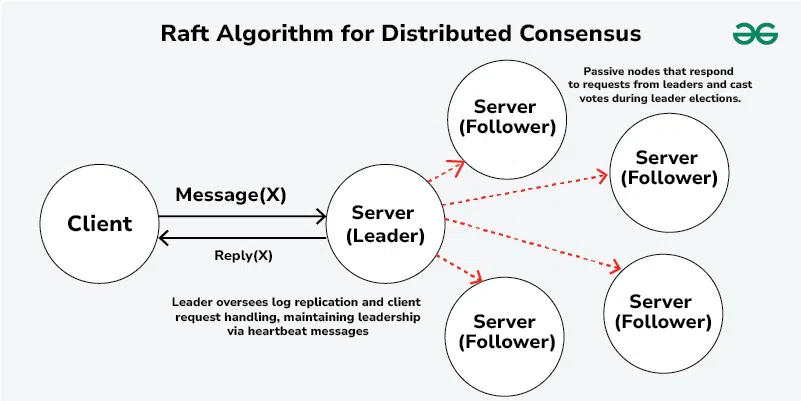 Raft Algorithm for Distributed Consensus
Passive nodes that respond
to requests from leaders and cast
votes during leader elections.
Server
(Follower)
Server
(Follower)
Message(X)
Client
Server
(Leader)
Reply(X)
Leader oversees log replication and client
request handling, maintaining leadership
via heartbeat messages
Server
(Follower)
Server
(Follower)